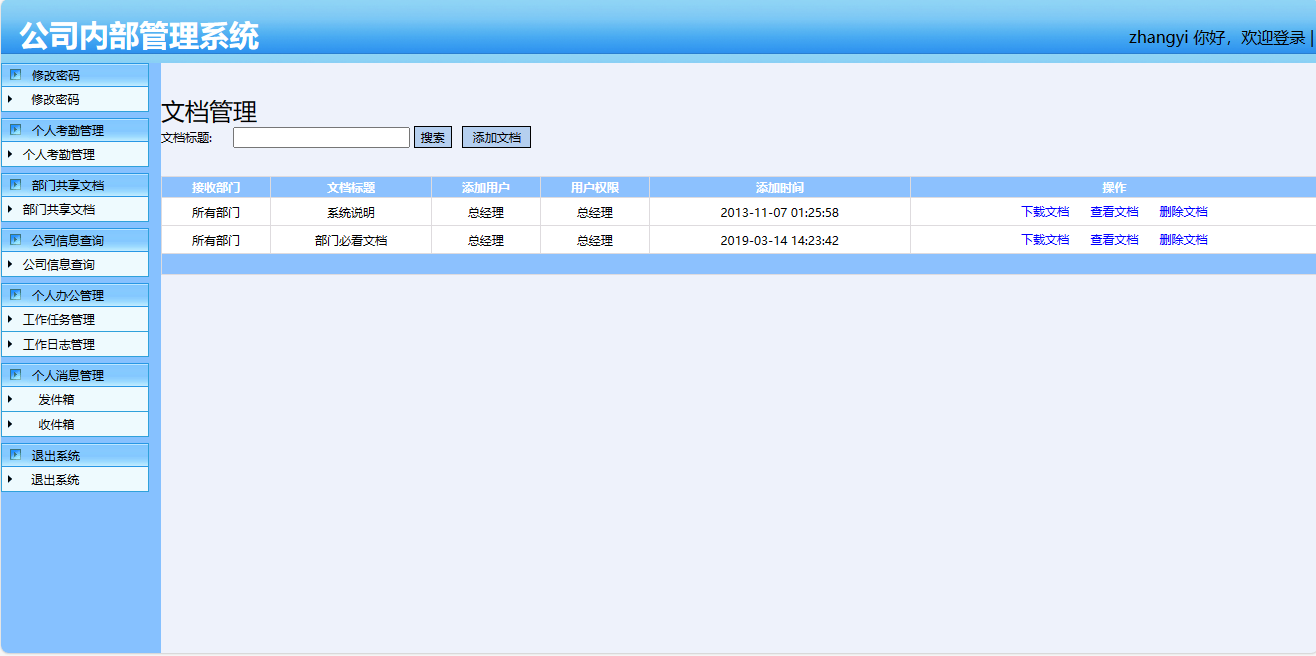 公司内部管理系统
zhangyi 你好，欢迎登录 |
修改密码
修改密码
个人考勤管理
个人考勤管理
部门共享文档
部门共享文档
公司信息查询
公司信息查询
个人办公管理
工作任务管理
工作日志管理
个人消息管理
发件箱
收件箱
退出系统
退出系统
文档管理
文档标题: 搜索 添加文档
接收部门 文档标题 添加用户 用户权限 添加时间 操作
所有部门 系统说明 总经理 总经理 2013-11-07 01:25:58 下载文档 查看文档 删除文档
所有部门 部门必看文档 总经理 总经理 2019-03-14 14:23:42 下载文档 查看文档 删除文档